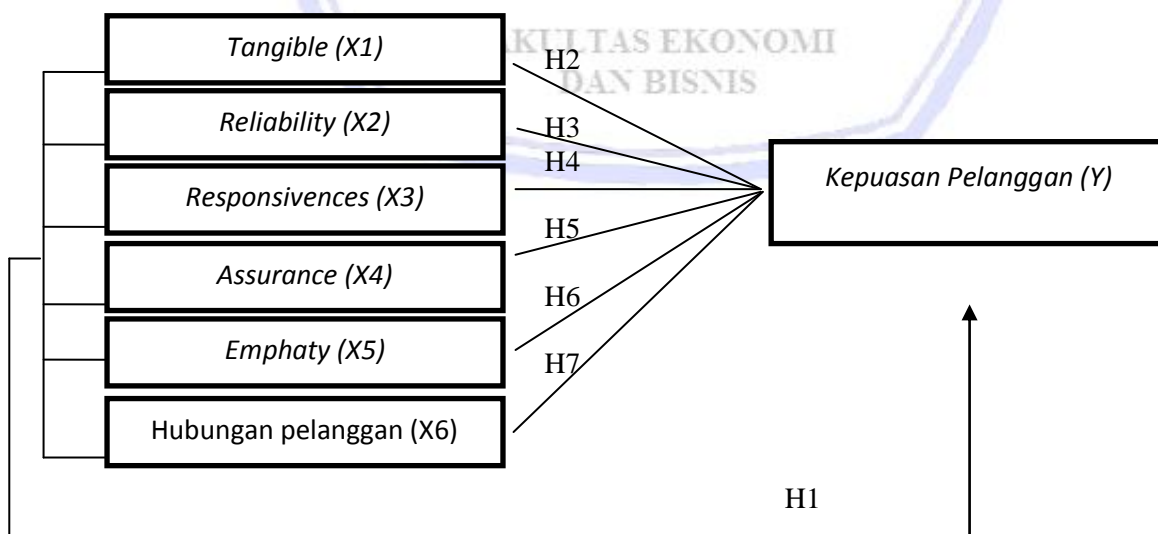 FAKULTAS EKONOMI
DAN BISNIS
Tangible (X1)
Reliability (X2)
Responsivences (X3)
Assurance (X4)
Emphaty (X5)
Hubungan pelanggan (X6)
H2
H3
H4
H5
H6
H7
Kepuasan Pelanggan (Y)
H1